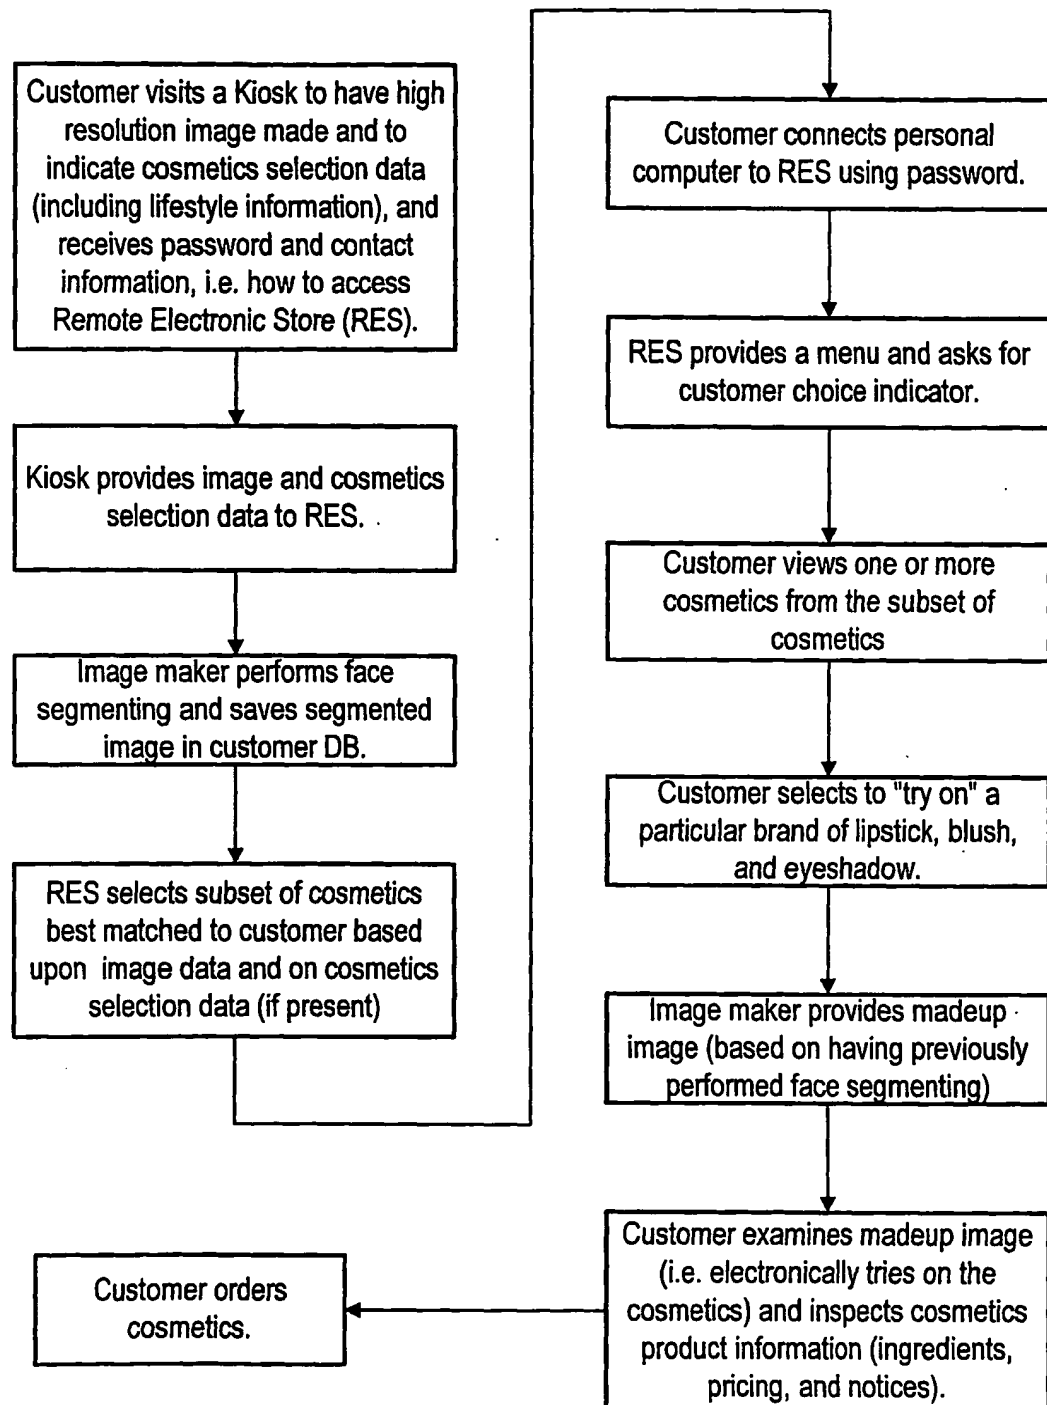 Customer visits a Kiosk to have high
resolution image made and to
indicate cosmetics selection data
(including lifestyle information), and
receives password and contact
information, i.e. how to access
Remote Electronic Store (RES).
Kiosk provides image and cosmetics
selection data to RES.
Image maker performs face
segmenting and saves segmented
image in customer DB.
RES selects subset of cosmetics
best matched to customer based
upon image data and on cosmetics
selection data (if present)
Customer connects personal
computer to RES using password.
RES provides a menu and asks for
customer choice indicator.
Customer views one or more
cosmetics from the subset of
cosmetics
Customer selects to "try on" a
particular brand of lipstick, blush,
and eyeshadow.
Image maker provides madeup
image (based on having previously
performed face segmenting)
Customer examines madeup image
(i.e. electronically tries on the
cosmetics) and inspects cosmetics
product information (ingredients,
pricing, and notices).
Customer orders
cosmetics.